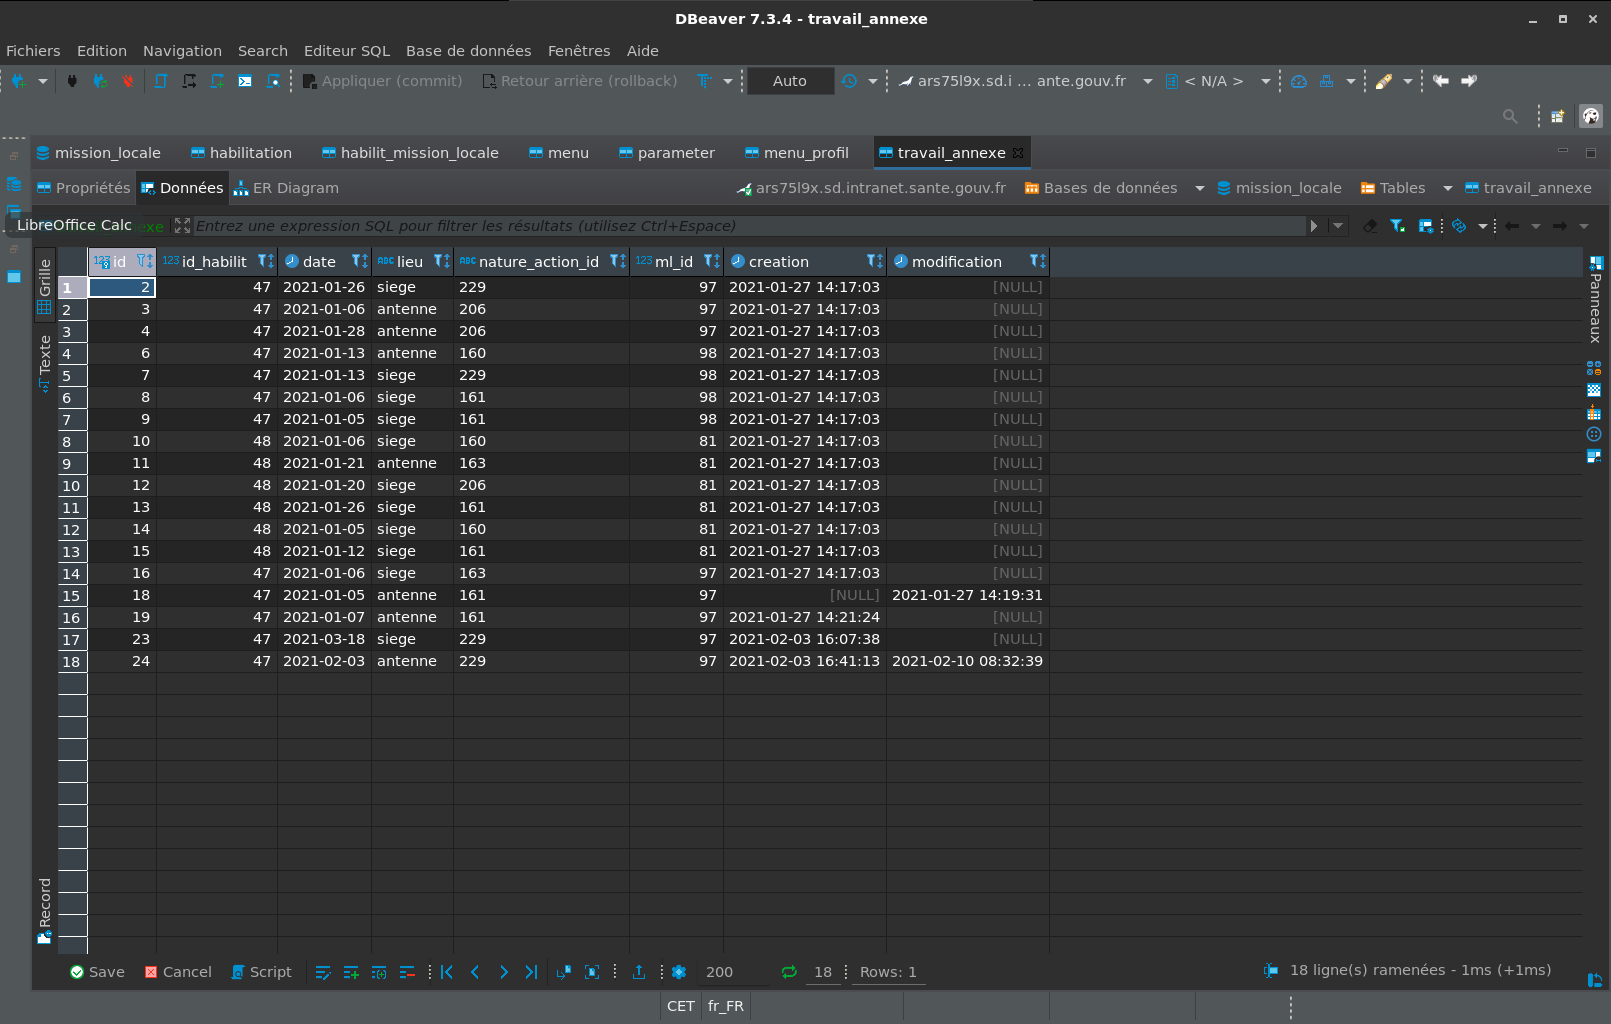 DBeaver 7.3.4 - travail_annexe
Fichiers Edition Navigation Search Editeur SQL Base de données Fenêtres Aide
Appliquer (commit) Retour arrière (rollback) Auto ars75l9x.sd.i ... ante.gouv.fr < N/A >
mission_locale habilitation habilit_mission_locale menu parameter menu_profil travail_annexe
Propriétés Données ER Diagram ars75l9x.sd.intranet.sante.gouv.fr Bases de données mission_locale Tables travail_annexe
LibreOffice Calc Entrez une expression SQL pour filtrer les résultats (utilisez Ctrl+Espace)
Grille
Texte
Record
Panneaux
123 id 123 id_habilit date ABC lieu ABC nature_action_id 123 ml_id creation modification
1 2 47 2021-01-26 siege 229 97 2021-01-27 14:17:03 [NULL]
2 3 47 2021-01-06 antenne 206 97 2021-01-27 14:17:03 [NULL]
3 4 47 2021-01-28 antenne 206 97 2021-01-27 14:17:03 [NULL]
4 6 47 2021-01-13 antenne 160 98 2021-01-27 14:17:03 [NULL]
5 7 47 2021-01-13 siege 229 98 2021-01-27 14:17:03 [NULL]
6 8 47 2021-01-06 siege 161 98 2021-01-27 14:17:03 [NULL]
7 9 47 2021-01-05 siege 161 98 2021-01-27 14:17:03 [NULL]
8 10 48 2021-01-06 siege 160 81 2021-01-27 14:17:03 [NULL]
9 11 48 2021-01-21 antenne 163 81 2021-01-27 14:17:03 [NULL]
10 12 48 2021-01-20 siege 206 81 2021-01-27 14:17:03 [NULL]
11 13 48 2021-01-26 siege 161 81 2021-01-27 14:17:03 [NULL]
12 14 48 2021-01-05 siege 160 81 2021-01-27 14:17:03 [NULL]
13 15 48 2021-01-12 siege 161 81 2021-01-27 14:17:03 [NULL]
14 16 47 2021-01-06 siege 163 97 2021-01-27 14:17:03 [NULL]
15 18 47 2021-01-05 antenne 161 97 [NULL] 2021-01-27 14:19:31
16 19 47 2021-01-07 antenne 161 97 2021-01-27 14:21:24 [NULL]
17 23 47 2021-03-18 siege 229 97 2021-02-03 16:07:38 [NULL]
18 24 47 2021-02-03 antenne 229 97 2021-02-03 16:41:13 2021-02-10 08:32:39
Save Cancel Script 200 18 Rows: 1 18 ligne(s) ramenées - 1ms (+1ms)
CET fr_FR